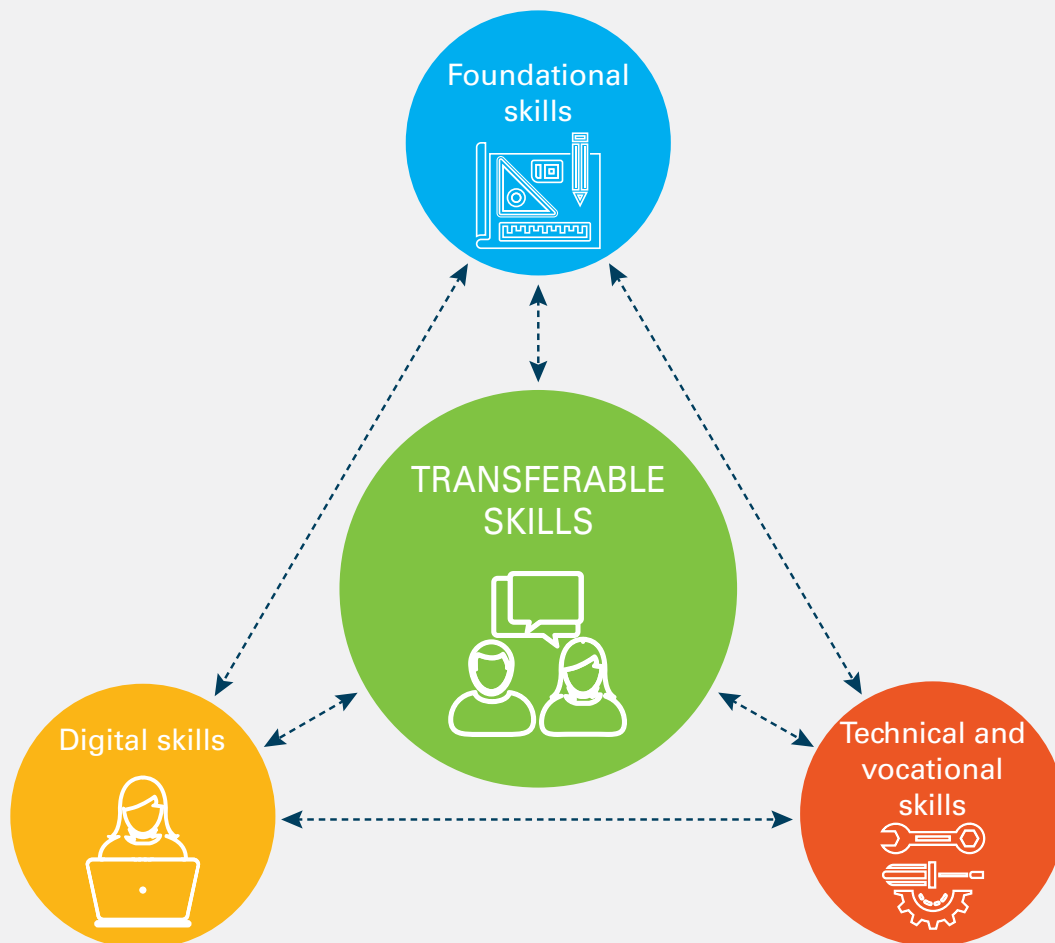 Foundational
skills
TRANSFERABLE
SKILLS
Digital skills
Technical and
vocational
skills